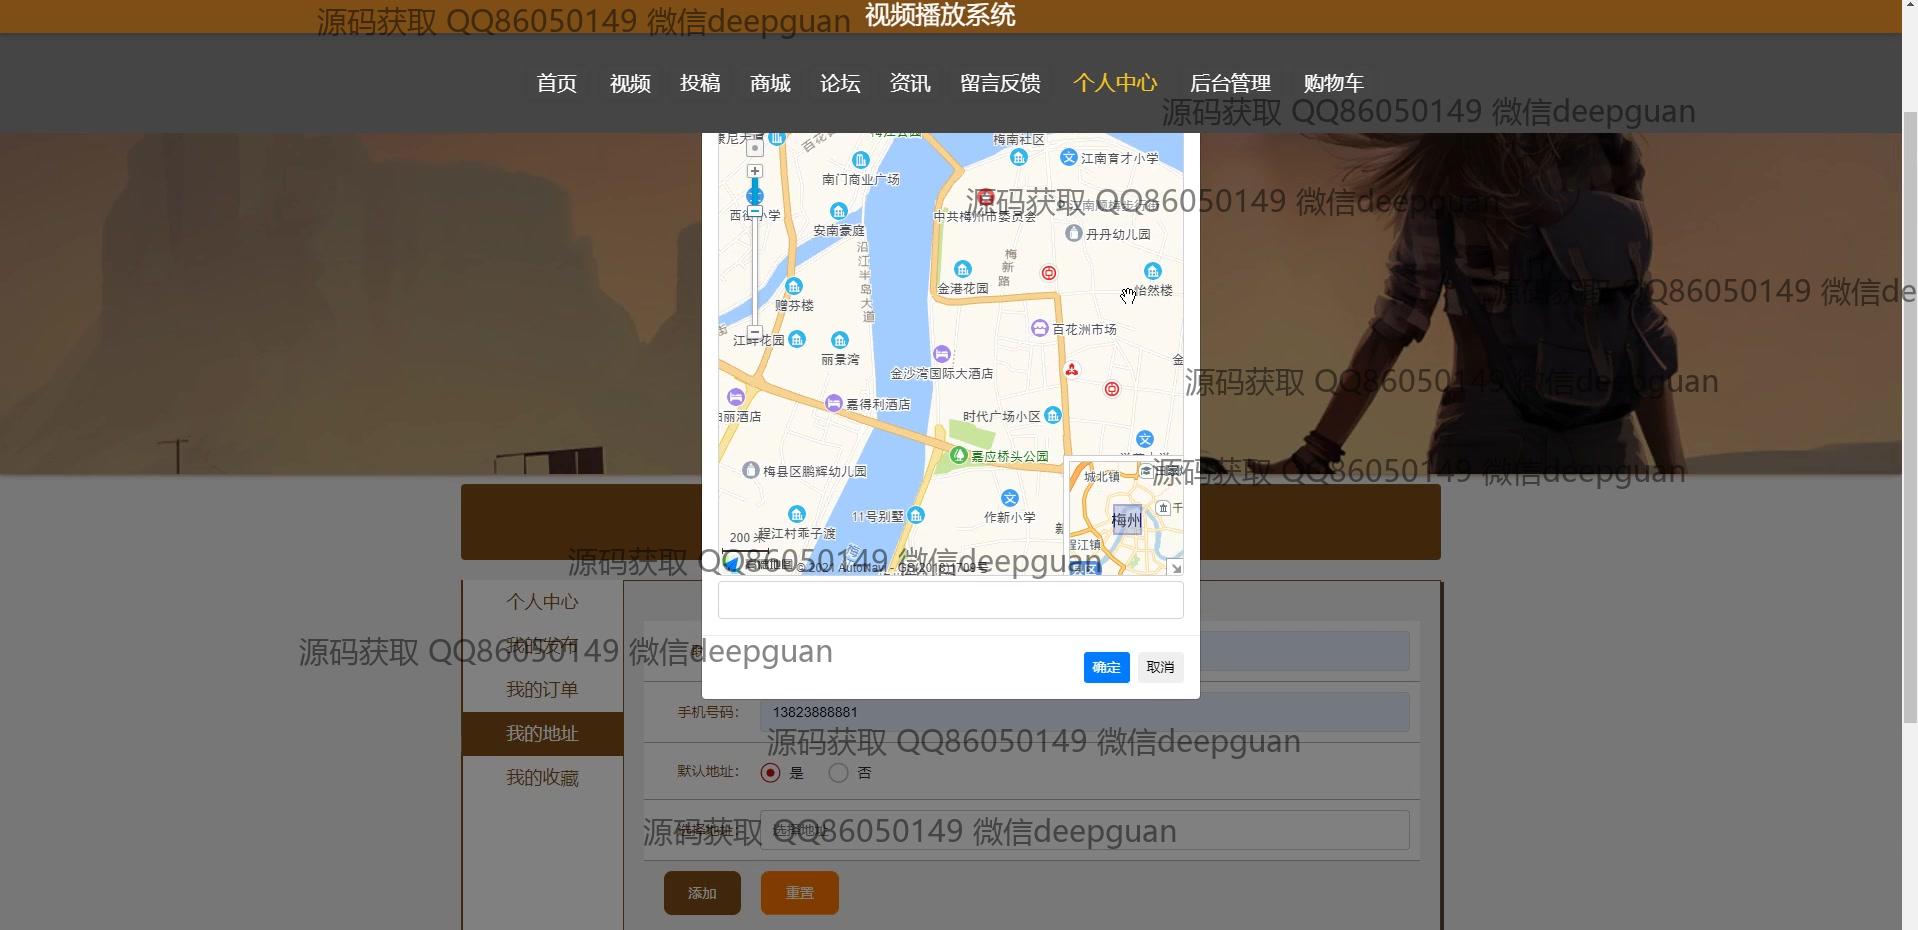 视频播放系统
源码获取 QQ86050149 微信deepguan
首页 视频 投稿 商城 论坛 资讯 留言反馈 个人中心 后台管理 购物车
源码获取 QQ86050149 微信deepguan
梅南社区
江南育才小学
南门商业广场
源码获取 QQ86050149 微信deepguan
西街小学
中共梅州市委员会
安南豪庭
丹丹幼儿园
沿江半岛大道
梅新路
金港花园
怡然楼
QQ86050149 微信de
赠芬楼
百花洲市场
江畔花园
丽景湾
金沙湾国际大酒店
源码获取 QQ86050149 微信deepguan
嘉得利酒店
丽酒店
时代广场小区
嘉应桥头公园
梅县区鹏辉幼儿园
源码获取 QQ86050149 微信deepguan
城北镇
11号别墅
作新小学
梅州
程江村乖子渡
200 米
程江镇
源码获取 QQ86050149 微信deepguan
高德地图 © 2021 AutoNavi - GS(2018)1709号
个人中心
我的发布
源码获取 QQ86050149 微信deepguan
确定 取消
我的订单
手机号码: 13823888881
我的地址
源码获取 QQ86050149 微信deepguan
默认地址: 是 否
我的收藏
选择地址: 选择地址
源码获取 QQ86050149 微信deepguan
添加 重置